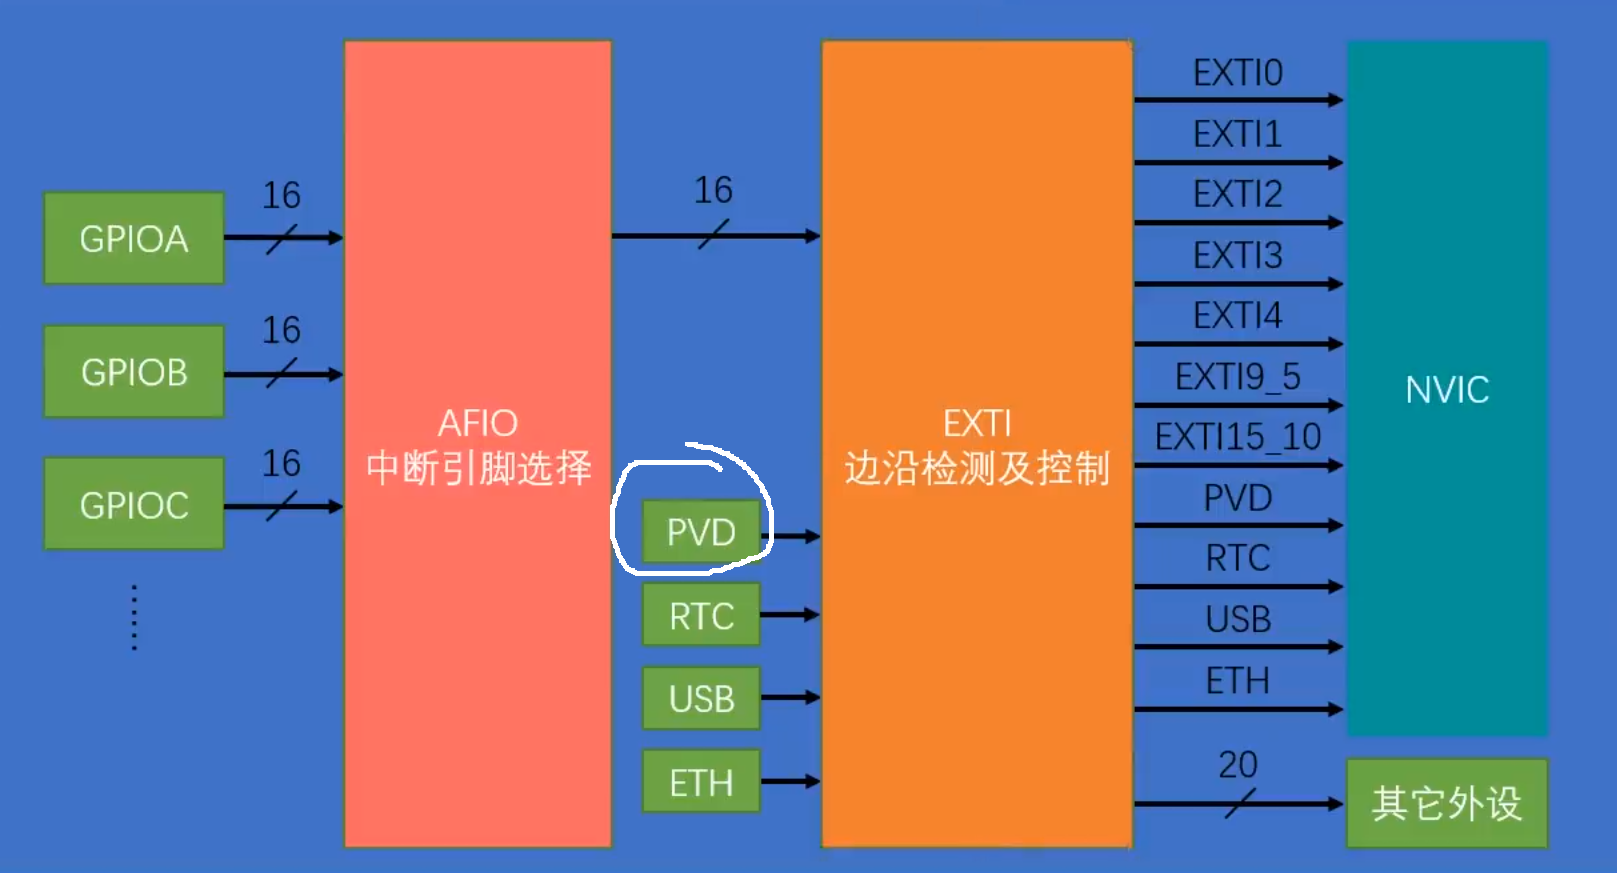 GPIOA
16
GPIOB
16
GPIOC
16
AFIO
中断引脚选择
16
PVD
RTC
USB
ETH
EXTI
边沿检测及控制
EXTI0
EXTI1
EXTI2
EXTI3
EXTI4
EXTI9_5
EXTI15_10
PVD
RTC
USB
ETH
20
NVIC
其它外设